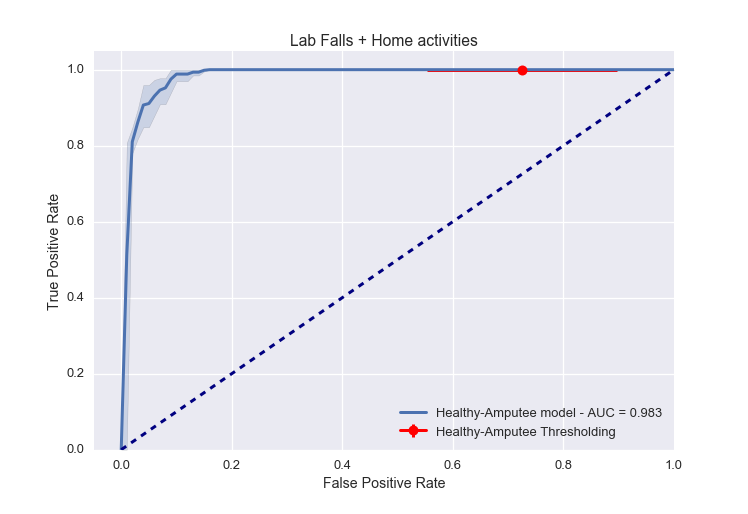 Lab Falls + Home activities
True Positive Rate
1.0
0.8
0.6
0.4
0.2
0.0
0.0 0.2 0.4 0.6 0.8 1.0
False Positive Rate
Healthy-Amputee model - AUC = 0.983
Healthy-Amputee Thresholding